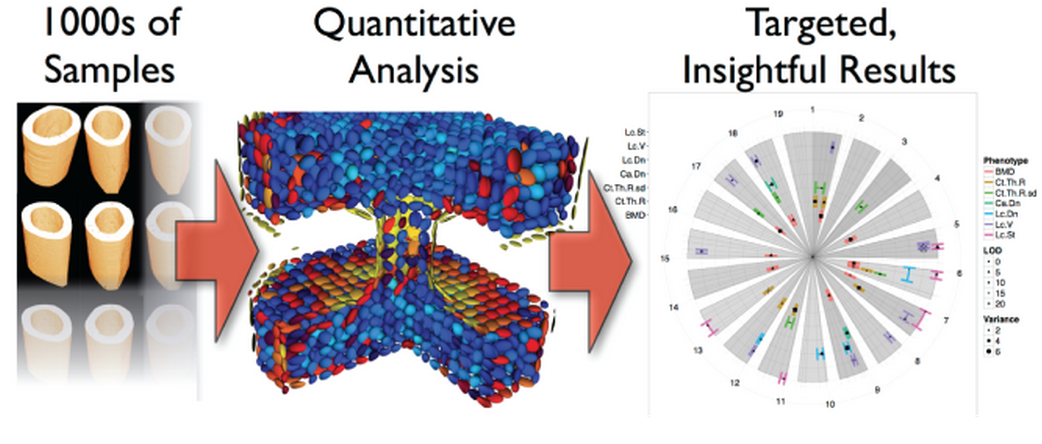 1000s of
Samples
Quantitative
Analysis
Targeted,
Insightful Results
Lc.St
Lc.V
Lc.Dn
Ca.Dn
Ct.Th.R.sd
Ct.Th.R
BMD
1
2
3
4
5
6
7
8
9
10
11
12
13
14
15
16
17
18
19
Phenotype
BMD
Ct.Th.R
Ct.Th.R.sd
Ca.Dn
Lc.Dn
Lc.V
Lc.St
LOD
0
5
10
15
20
Variance
2
4
6